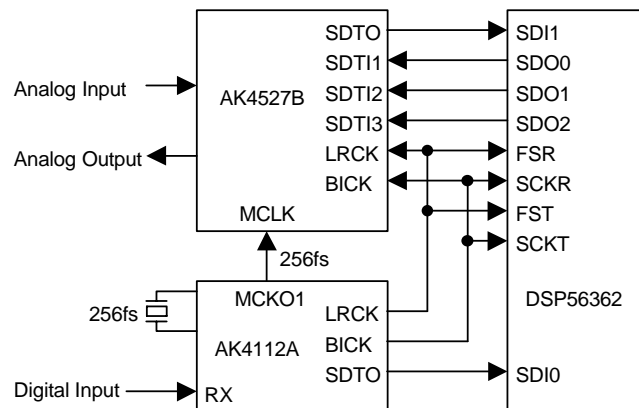 SDTO
SDI1
SDTI1
SDO0
Analog Input
AK4527B
SDTI2
SDO1
SDTI3
SDO2
Analog Output
LRCK
FSR
BICK
SCKR
MCLK
FST
SCKT
256fs
MCKO1
DSP56362
256fs
LRCK
AK4112A
BICK
Digital Input
RX
SDTO
SDI0